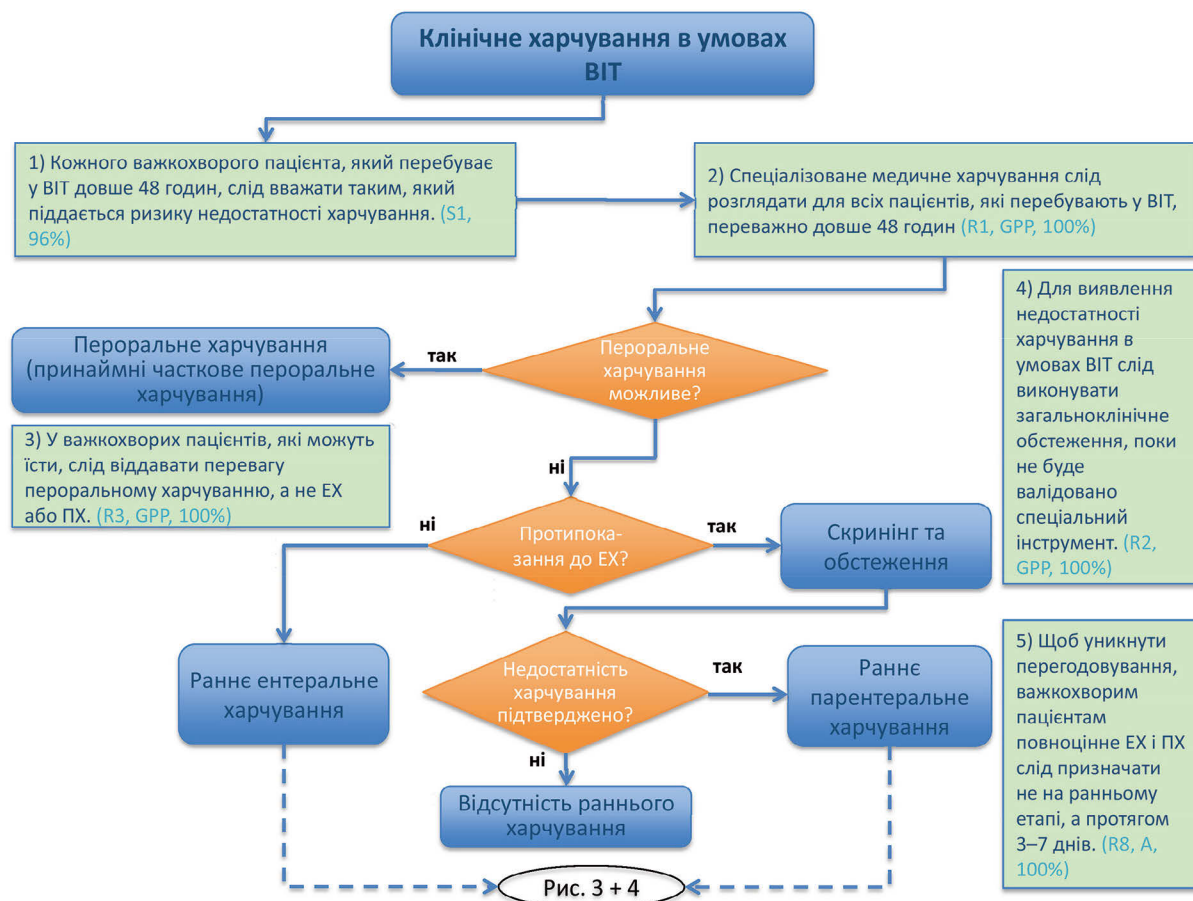 Клінічне харчування в умовах
ВІТ
1) Кожного важкохворого пацієнта, який перебуває
у ВІТ довше 48 годин, слід вважати таким, який
піддається ризику недостатності харчування. (S1,
96%)
2) Спеціалізоване медичне харчування слід
розглядати для всіх пацієнтів, які перебувають у ВІТ,
переважно довше 48 годин (R1, GPP, 100%)
Пероральне
харчування
можливе?
так
Пероральне харчування
(принаймні часткове пероральне
харчування)
3) У важкохворих пацієнтів, які можуть
їсти, слід віддавати перевагу
пероральному харчуванню, а не ЕХ
або ПХ. (R3, GPP, 100%)
4) Для виявлення
недостатності
харчування в
умовах ВІТ слід
виконувати
загальноклінічне
обстеження, поки
не буде
валідовано
спеціальний
інструмент. (R2,
GPP, 100%)
ні
Протипока-
зання до ЕХ?
ні
так
Скринінг та
обстеження
Раннє ентеральне
харчування
Недостатність
харчування
підтверджено?
так
Раннє
парентеральне
харчування
5) Щоб уникнути
перегодовування,
важкохворим
пацієнтам
повноцінне ЕХ і ПХ
слід призначати
не на ранньому
етапі, а протягом
3–7 днів. (R8, A,
100%)
ні
Відсутність раннього
харчування
Рис. 3 + 4